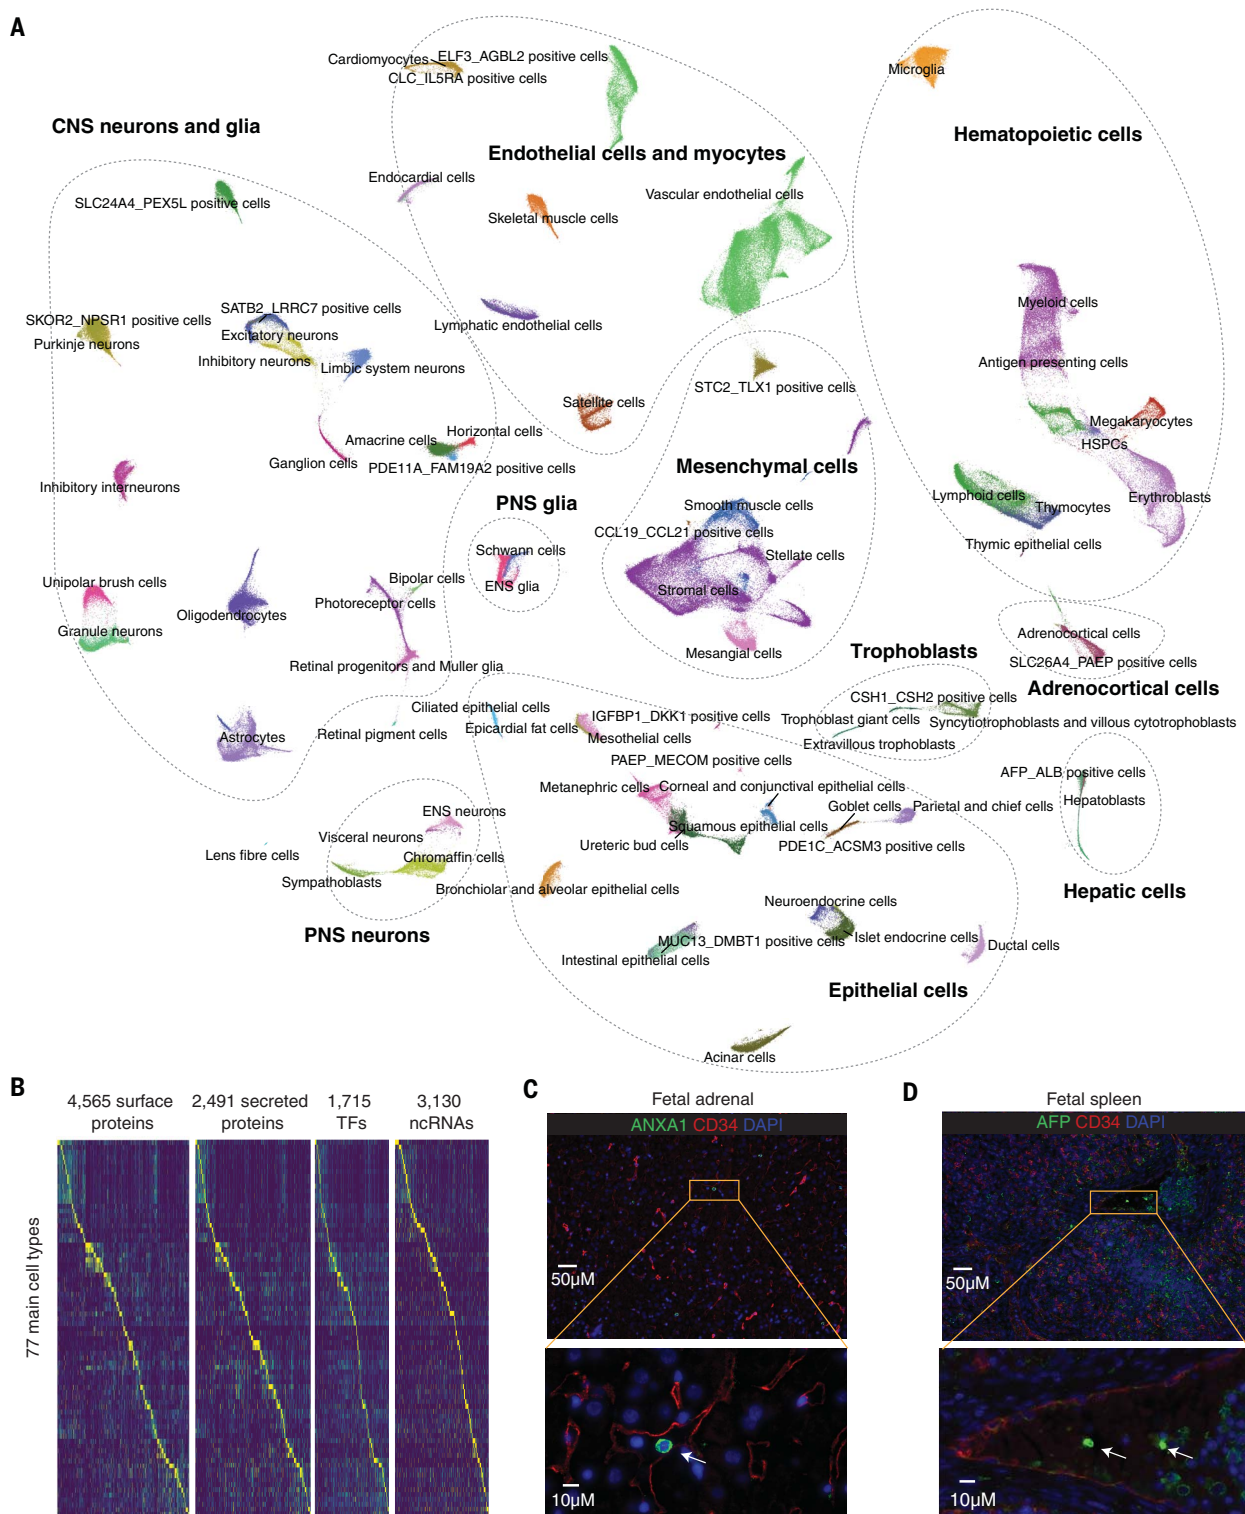 A
Cardiomyocytes
ELF3_AGBL2 positive cells
CLC_IL5RA positive cells
Microglia
CNS neurons and glia
Endothelial cells and myocytes
Hematopoietic cells
Endocardial cells
SLC24A4_PEX5L positive cells
Vascular endothelial cells
Skeletal muscle cells
Myeloid cells
SATB2_LRRC7 positive cells
SKOR2_NPSR1 positive cells
Lymphatic endothelial cells
Excitatory neurons
Purkinje neurons
Inhibitory neurons
Limbic system neurons
Antigen presenting cells
STC2_TLX1 positive cells
Satellite cells
Megakaryocytes
Horizontal cells
Amacrine cells
HSPCs
Ganglion cells
PDE11A_FAM19A2 positive cells
Mesenchymal cells
Inhibitory interneurons
Lymphoid cells
Erythroblasts
PNS glia
Smooth muscle cells
Thymocytes
CCL19_CCL21 positive cells
Thymic epithelial cells
Schwann cells
Stellate cells
Unipolar brush cells
Bipolar cells
ENS glia
Stromal cells
Photoreceptor cells
Oligodendrocytes
Granule neurons
Adrenocortical cells
Mesangial cells
Trophoblasts
SLC26A4_PAEP positive cells
Retinal progenitors and Muller glia
Adrenocortical cells
CSH1_CSH2 positive cells
Ciliated epithelial cells
IGFBP1_DKK1 positive cells
Trophoblast giant cells
Syncytiotrophoblasts and villous cytotrophoblasts
Epicardial fat cells
Astrocytes
Retinal pigment cells
Mesothelial cells
Extravillous trophoblasts
PAEP_MECOM positive cells
AFP_ALB positive cells
Metanephric cells
Corneal and conjunctival epithelial cells
Hepatoblasts
ENS neurons
Goblet cells
Parietal and chief cells
Visceral neurons
Squamous epithelial cells
Ureteric bud cells
PDE1C_ACSM3 positive cells
Lens fibre cells
Chromaffin cells
Sympathoblasts
Bronchiolar and alveolar epithelial cells
Hepatic cells
Neuroendocrine cells
PNS neurons
MUC13_DMBT1 positive cells
Islet endocrine cells
Ductal cells
Intestinal epithelial cells
Epithelial cells
Acinar cells
B
4,565 surface
proteins
2,491 secreted
proteins
1,715
TFs
3,130
ncRNAs
77 main cell types
C
Fetal adrenal
ANXA1 CD34 DAPI
50µM
10µM
D
Fetal spleen
AFP CD34 DAPI
50µM
10µM